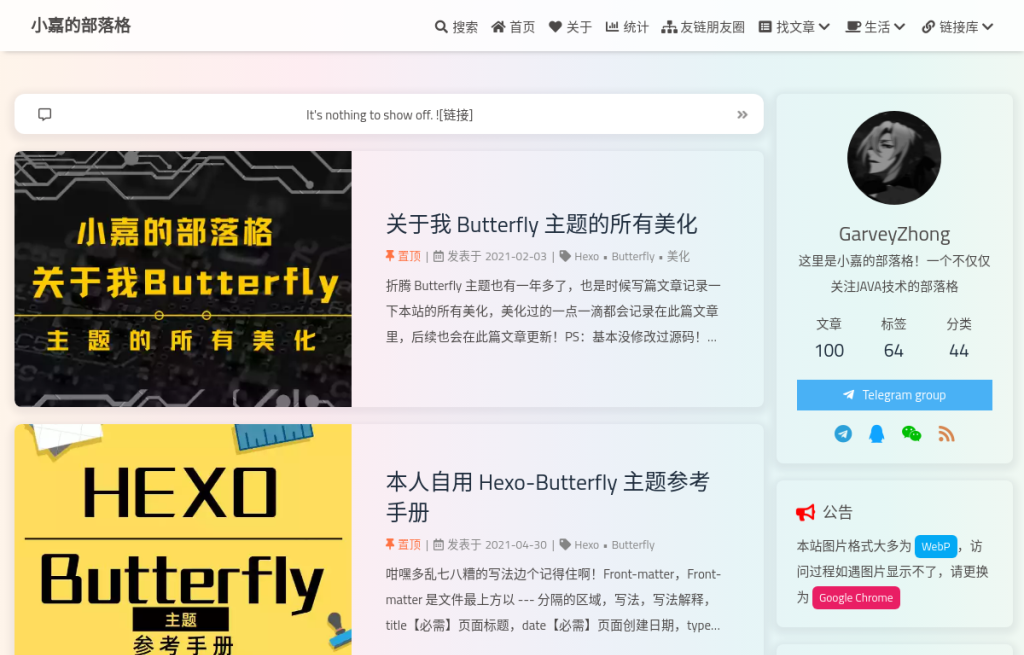 小嘉的部落格
搜索 首页 关于 统计 友链朋友圈 找文章 生活 链接库
It's nothing to show off. ![链接]
小嘉的部落格
关于我Butterfly
主题的所有美化
关于我 Butterfly 主题的所有美化
置顶 | 发表于 2021-02-03 | Hexo • Butterfly • 美化
折腾 Butterfly 主题也有一年多了，也是时候写篇文章记录一
下本站的所有美化，美化过的一点一滴都会记录在此篇文章
里，后续也会在此篇文章更新！PS：基本没修改过源码！...
HEXO
Butterfly
主题
参考手册
本人自用 Hexo-Butterfly 主题参考
手册
置顶 | 发表于 2021-04-30 | Hexo • Butterfly
咁嘿多乱七八糟的写法边个记得住啊！Front-matter，Front-
matter 是文件最上方以 --- 分隔的区域，写法，写法解释，
title【必需】页面标题，date【必需】页面创建日期，type...
GarveyZhong
这里是小嘉的部落格！一个不仅仅
关注JAVA技术的部落格
文章 标签 分类
100 64 44
Telegram group
公告
本站图片格式大多为 WebP，访
问过程如遇图片显示不了，请更换
为 Google Chrome